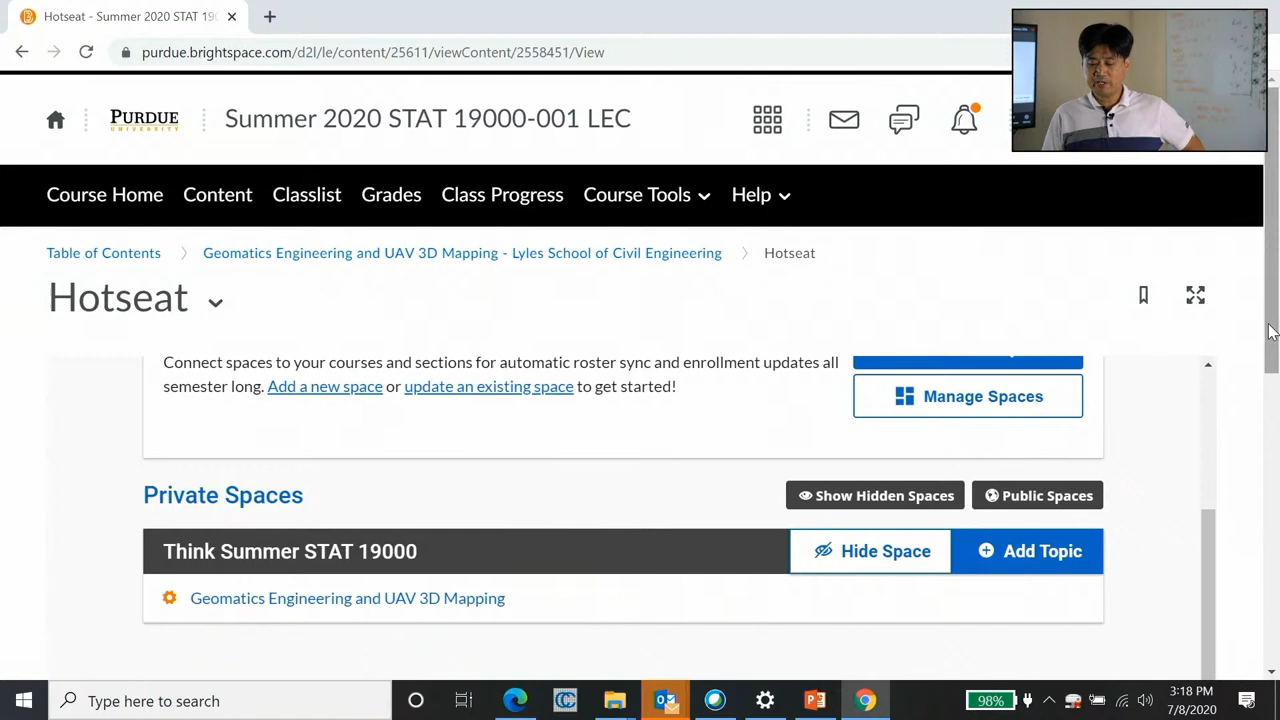 Hotseat - Summer 2020 STAT 190
purdue.brightspace.com/d2l/le/content/25611/viewContent/2558451/View
PURDUE
UNIVERSITY
Summer 2020 STAT 19000-001 LEC
Course Home Content Classlist Grades Class Progress Course Tools Help
Table of Contents Geomatics Engineering and UAV 3D Mapping - Lyles School of Civil Engineering Hotseat
Hotseat
Connect spaces to your courses and sections for automatic roster sync and enrollment updates all
semester long. Add a new space or update an existing space to get started!
Manage Spaces
Private Spaces
Show Hidden Spaces
Public Spaces
Think Summer STAT 19000
Hide Space
Add Topic
Geomatics Engineering and UAV 3D Mapping
Type here to search
98%
3:18 PM
7/8/2020